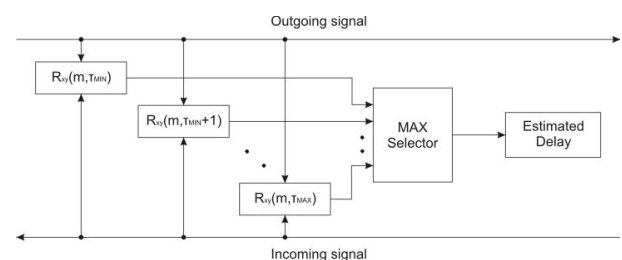 Outgoing signal
Rxy(m,τMIN)
Rxy(m,τMIN+1)
Rxy(m,τMAX)
MAX
Selector
Estimated
Delay
Incoming signal